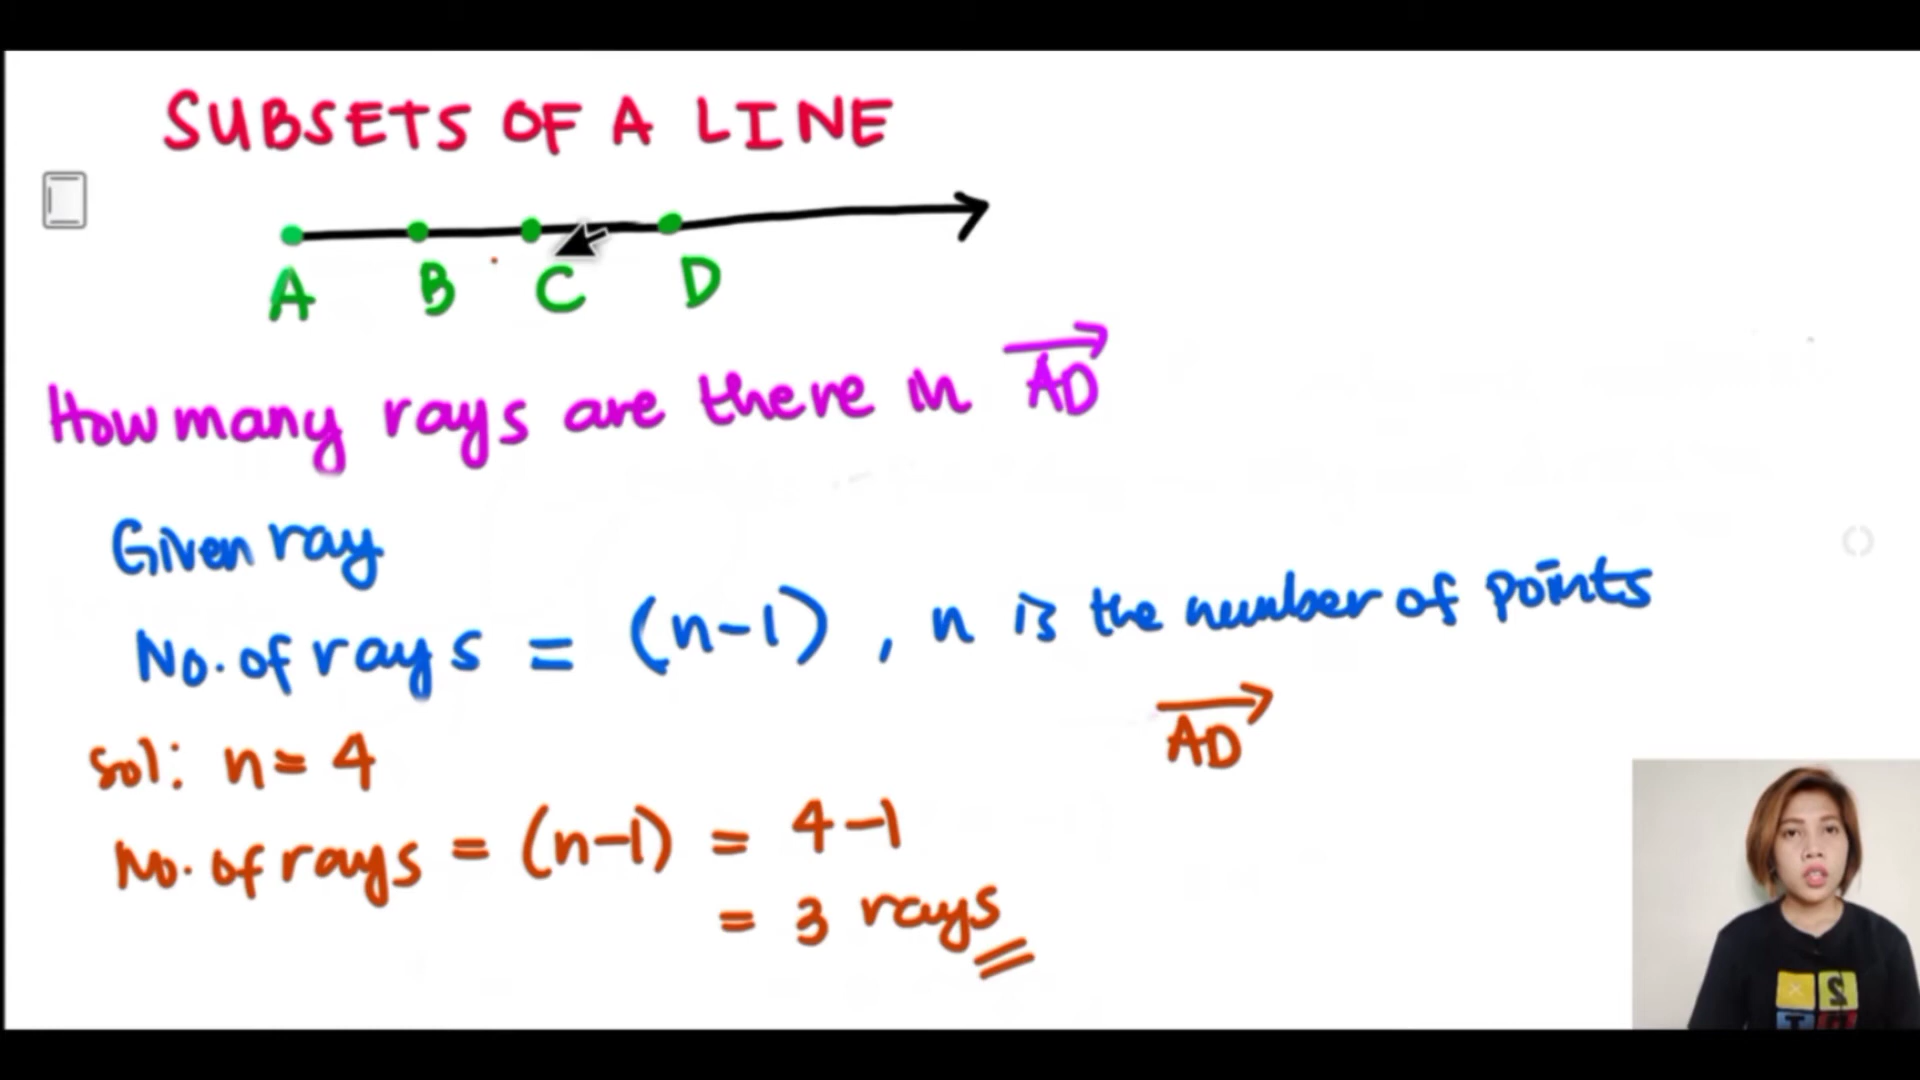 SUBSETS OF A LINE
A B C D
How many rays are there in AD
Given ray
No. of rays = (n-1) , n is the number of points
AD
Sol: n = 4
No. of rays = (n-1) = 4-1
= 3 rays